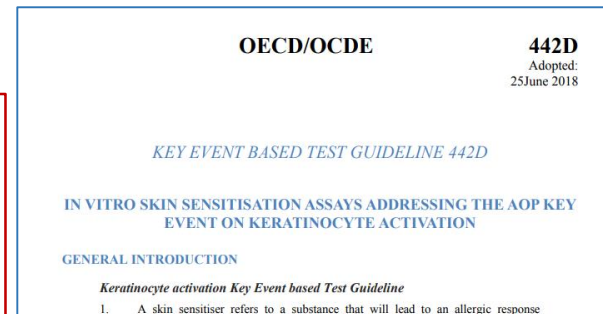 OECD/OCDE
442D
Adopted:
25June 2018
KEY EVENT BASED TEST GUIDELINE 442D
IN VITRO SKIN SENSITISATION ASSAYS ADDRESSING THE AOP KEY
EVENT ON KERATINOCYTE ACTIVATION
GENERAL INTRODUCTION
Keratinocyte activation Key Event based Test Guideline
1. A skin sensitiser refers to a substance that will lead to an allergic response